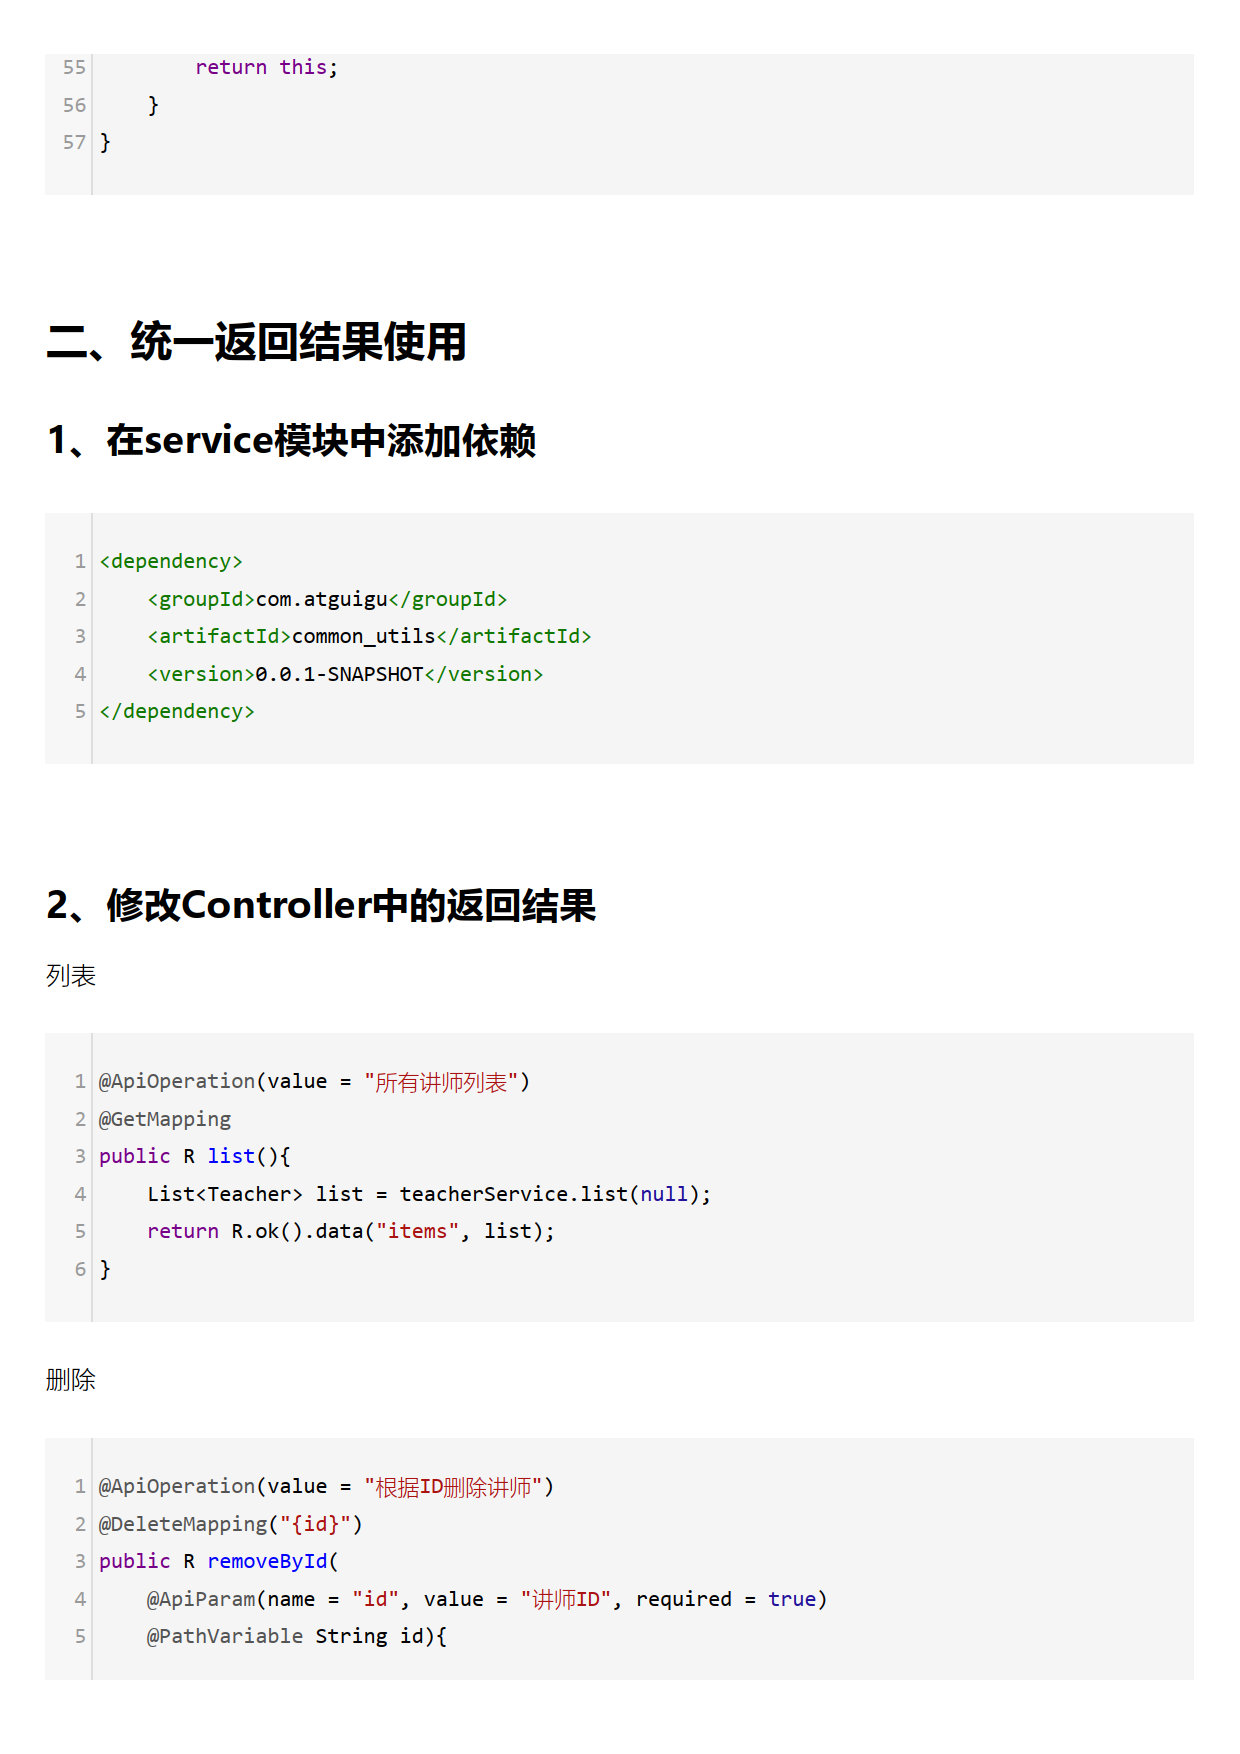 55         return this;
56     }
57 }
二、统一返回结果使用
1、在service模块中添加依赖
1 <dependency>
2     <groupId>com.atguigu</groupId>
3     <artifactId>common_utils</artifactId>
4     <version>0.0.1-SNAPSHOT</version>
5 </dependency>
2、修改Controller中的返回结果
列表
1 @ApiOperation(value = "所有讲师列表")
2 @GetMapping
3 public R list(){
4     List<Teacher> list = teacherService.list(null);
5     return R.ok().data("items", list);
6 }
删除
1 @ApiOperation(value = "根据ID删除讲师")
2 @DeleteMapping("{id}")
3 public R removeById(
4     @ApiParam(name = "id", value = "讲师ID", required = true)
5     @PathVariable String id){